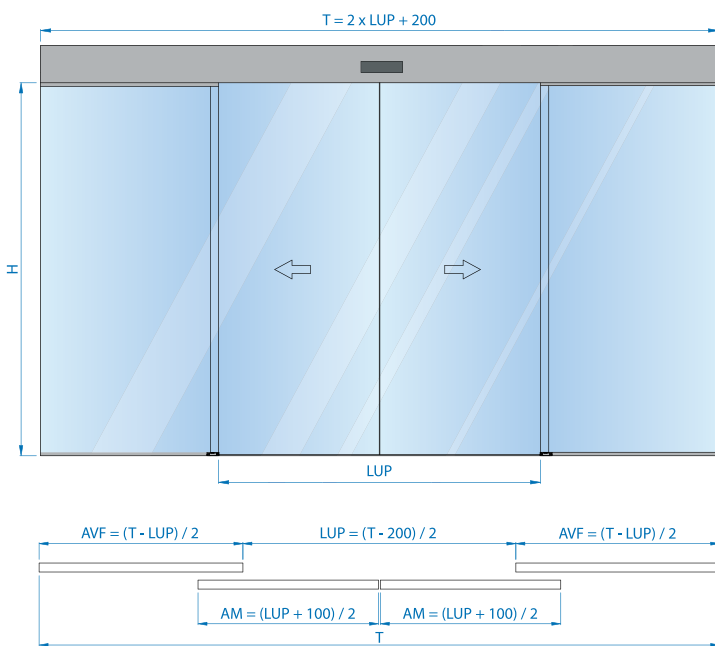 T = 2 x LUP + 200
H
LUP
AVF = (T - LUP) / 2
LUP = (T - 200) / 2
AVF = (T - LUP) / 2
AM = (LUP + 100) / 2
AM = (LUP + 100) / 2
T